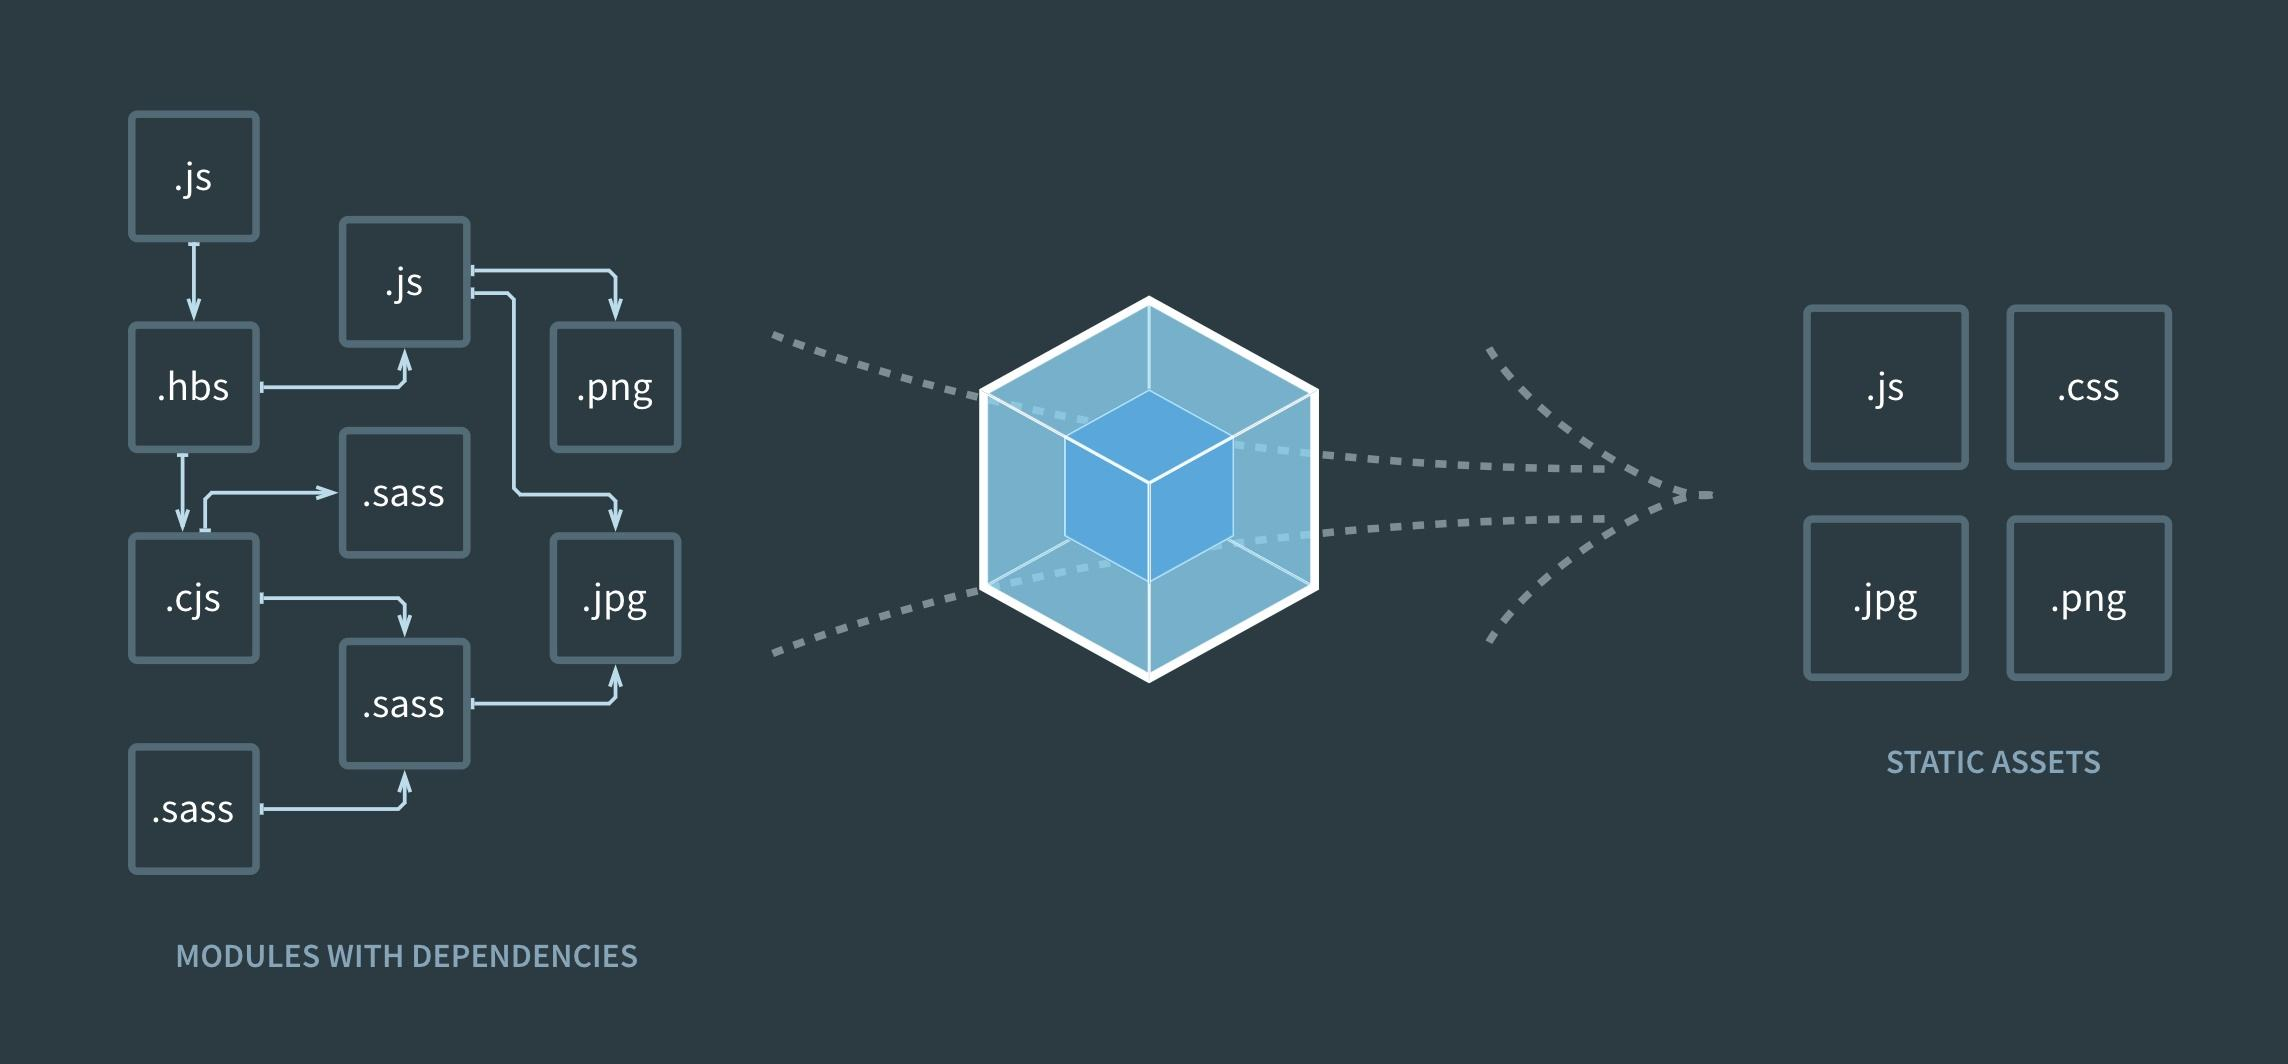 .js
.js
.hbs
.png
.sass
.cjs
.jpg
.sass
.sass
MODULES WITH DEPENDENCIES
.js
.css
.jpg
.png
STATIC ASSETS